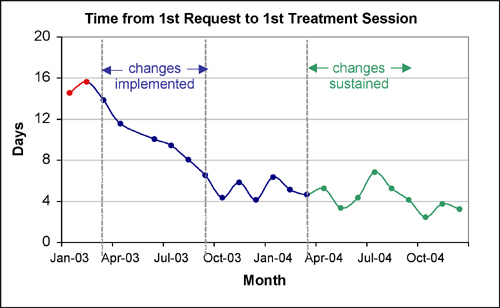 Time from 1st Request to 1st Treatment Session
20
16
12
8
4
0
Days
changes
implemented
changes
sustained
Jan-03
Apr-03
Jul-03
Oct-03
Jan-04
Apr-04
Jul-04
Oct-04
Month